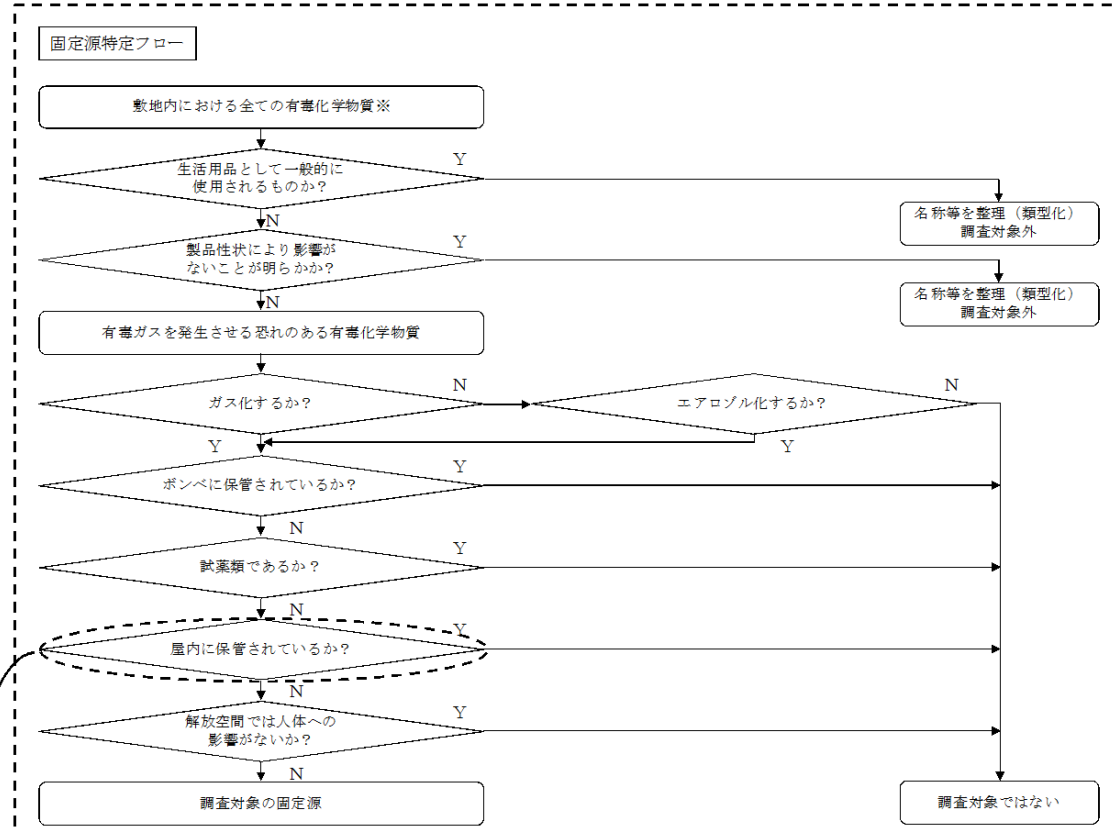 固定源特定フロー
敷地内における全ての有毒化学物質※
生活用品として一般的に
使用されるものか？
Y
N
名称等を整理（類型化）
調査対象外
製品性状により影響が
ないことが明らかか？
Y
N
名称等を整理（類型化）
調査対象外
有毒ガスを発生させる恐れのある有毒化学物質
ガス化するか？
N
Y
エアロゾル化するか？
N
Y
ボンベに保管されているか？
Y
N
試薬類であるか？
Y
N
屋内に保管されているか？
Y
N
解放空間では人体への
影響がないか？
Y
N
調査対象の固定源
調査対象ではない